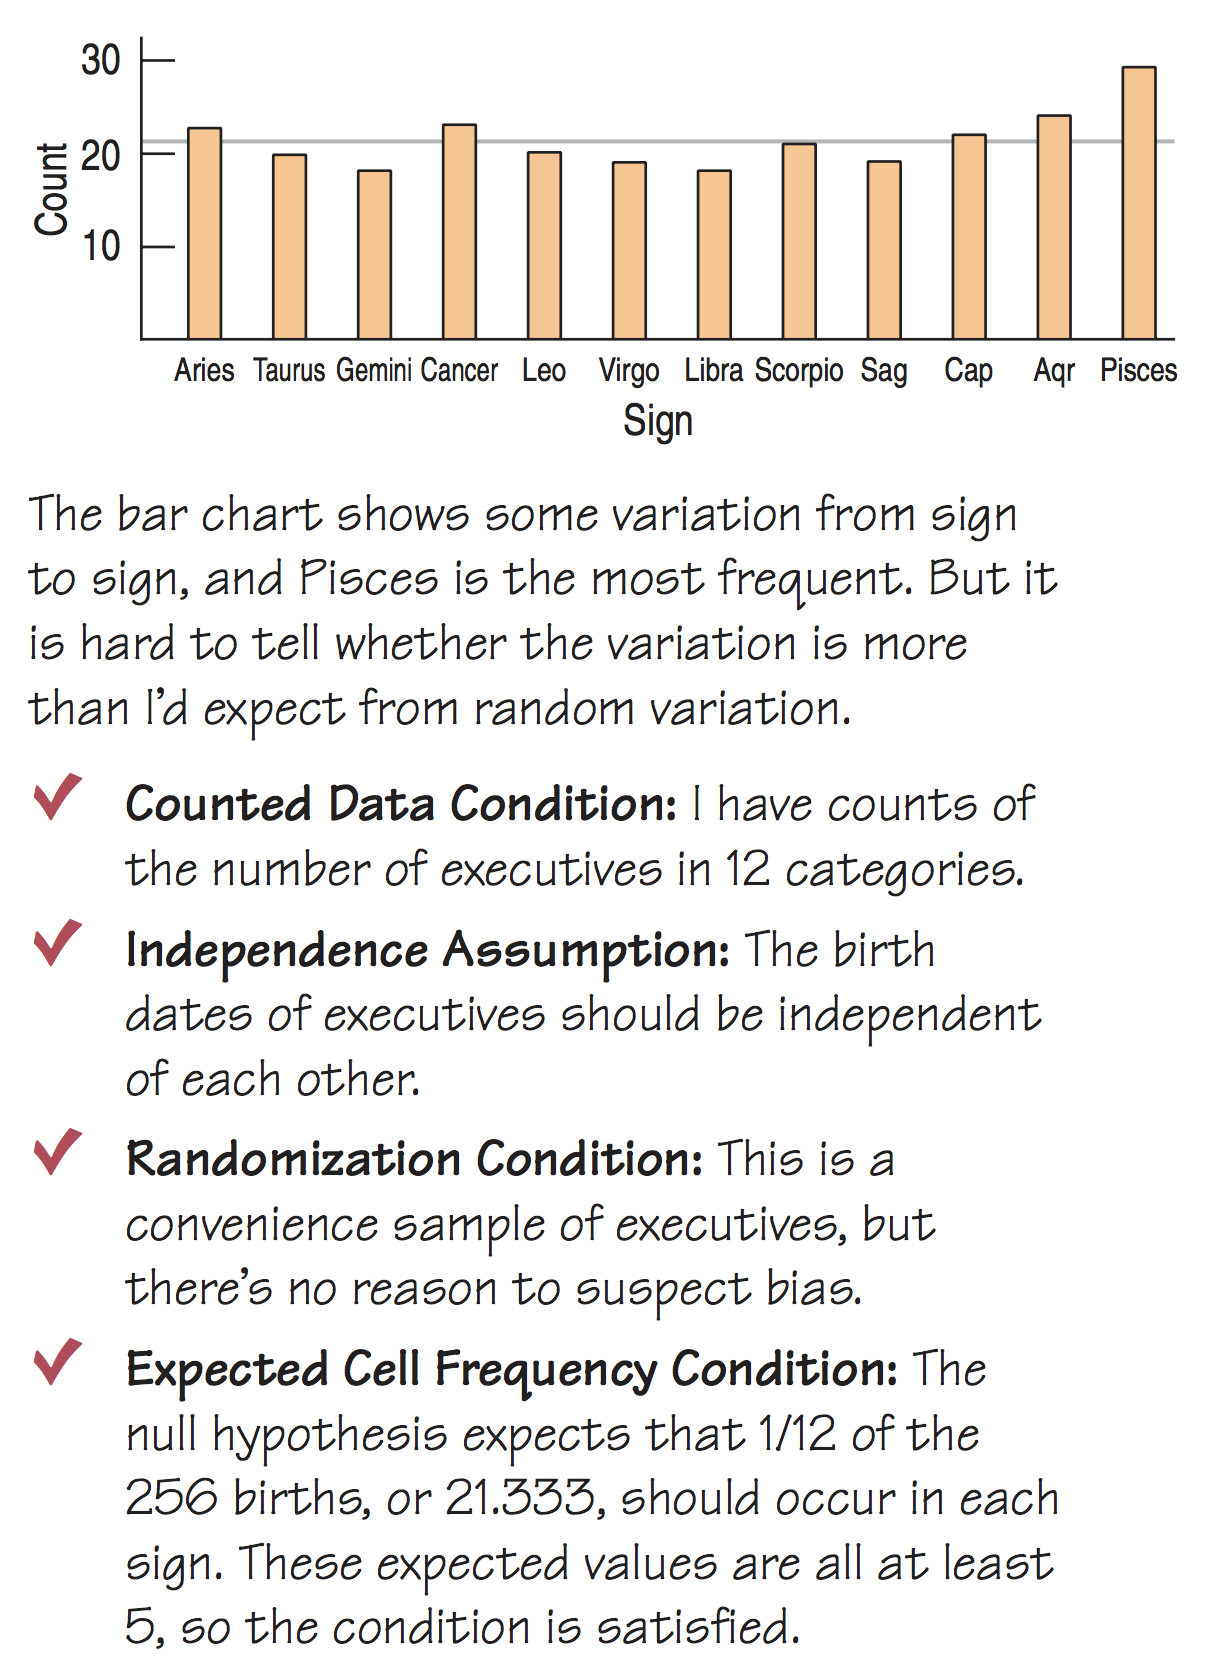 30
20
10
Count
Aries Taurus Gemini Cancer Leo Virgo Libra Scorpio Sag Cap Aqr Pisces
Sign
The bar chart shows some variation from sign
to sign, and Pisces is the most frequent. But it
is hard to tell whether the variation is more
than I'd expect from random variation.
✓ Counted Data Condition: I have counts of
the number of executives in 12 categories.
✓ Independence Assumption: The birth
dates of executives should be independent
of each other.
✓ Randomization Condition: This is a
convenience sample of executives, but
there's no reason to suspect bias.
✓ Expected Cell Frequency Condition: The
null hypothesis expects that 1/12 of the
256 births, or 21.333, should occur in each
sign. These expected values are all at least
5, so the condition is satisfied.